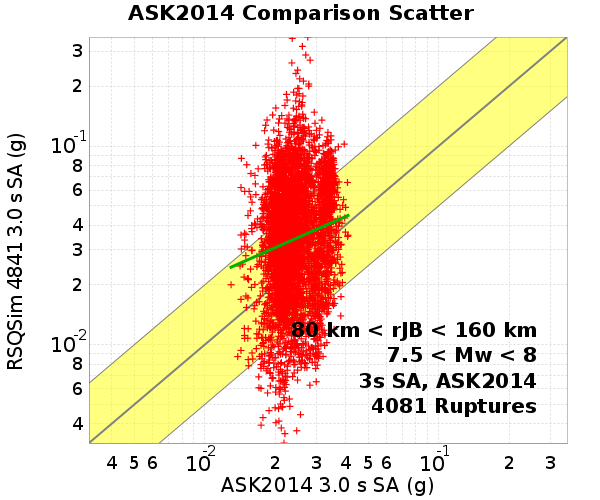 ASK2014 Comparison Scatter
RSQSim 4841 3.0 s SA (g)
3
2
10^-1
8
6
4
3
2
10^-2
8
6
4
80 km < rJB < 160 km
7.5 < Mw < 8
3s SA, ASK2014
4081 Ruptures
4 5 6 10^-2 2 3 4 5 6 10^-1 2 3
ASK2014 3.0 s SA (g)